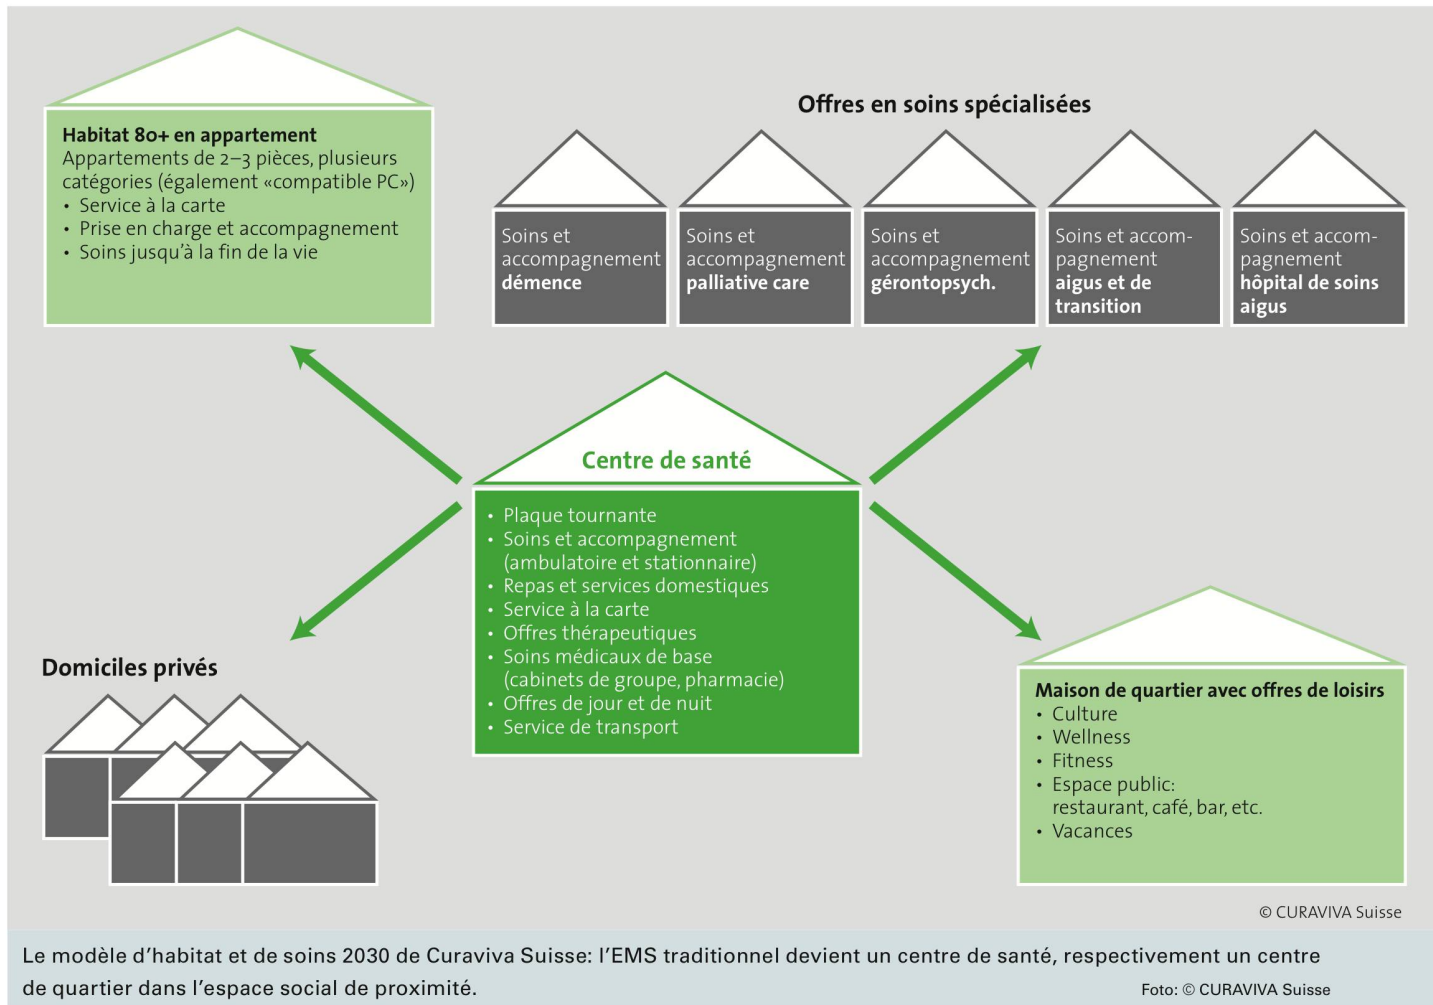 Habitat 80+ en appartement
Appartements de 2–3 pièces, plusieurs
catégories (également «compatible PC»)
• Service à la carte
• Prise en charge et accompagnement
• Soins jusqu'à la fin de la vie
Offres en soins spécialisées
Soins et
accompagnement
démence
Soins et
accompagnement
palliative care
Soins et
accompagnement
gérontopsych.
Soins et accom-
pagnement
aigus et de
transition
Soins et accom-
pagnement
hôpital de soins
aigus
Centre de santé
• Plaque tournante
• Soins et accompagnement
(ambulatoire et stationnaire)
• Repas et services domestiques
• Service à la carte
• Offres thérapeutiques
• Soins médicaux de base
(cabinets de groupe, pharmacie)
• Offres de jour et de nuit
• Service de transport
Domiciles privés
Maison de quartier avec offres de loisirs
• Culture
• Wellness
• Fitness
• Espace public:
restaurant, café, bar, etc.
• Vacances
© CURAVIVA Suisse
Le modèle d'habitat et de soins 2030 de Curaviva Suisse: l'EMS traditionnel devient un centre de santé, respectivement un centre
de quartier dans l'espace social de proximité.
Foto: © CURAVIVA Suisse